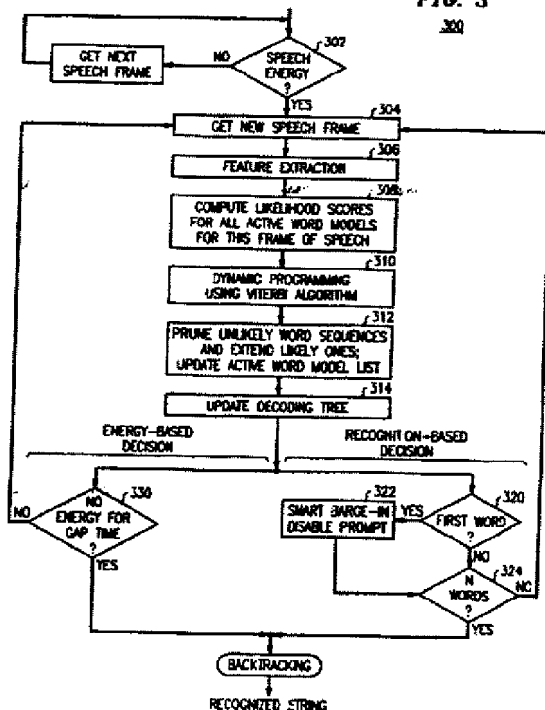 FIG. 3
300
302
SPEECH
ENERGY
?
NO
YES
GET NEXT
SPEECH FRAME
304
GET NEW SPEECH FRAME
306
FEATURE EXTRACTION
308
COMPUTE LIKELIHOOD SCORES
FOR ALL ACTIVE WORD MODELS
FOR THIS FRAME OF SPEECH
310
DYNAMIC PROGRAMMING
USING VITERBI ALGORITHM
312
PRUNE UNLIKELY WORD SEQUENCES
AND EXTEND LIKELY ONES;
UPDATE ACTIVE WORD MODEL LIST
314
UPDATE DECODING TREE
ENERGY-BASED
DECISION
RECOGNITION-BASED
DECISION
330
NO
ENERGY FOR
GAP TIME
?
NO
YES
322
SMART BARGE-IN
DISABLE PROMPT
320
FIRST WORD
?
YES
NO
324
N
WORDS
?
NO
YES
BACKTRACKING
RECOGNIZED STRING